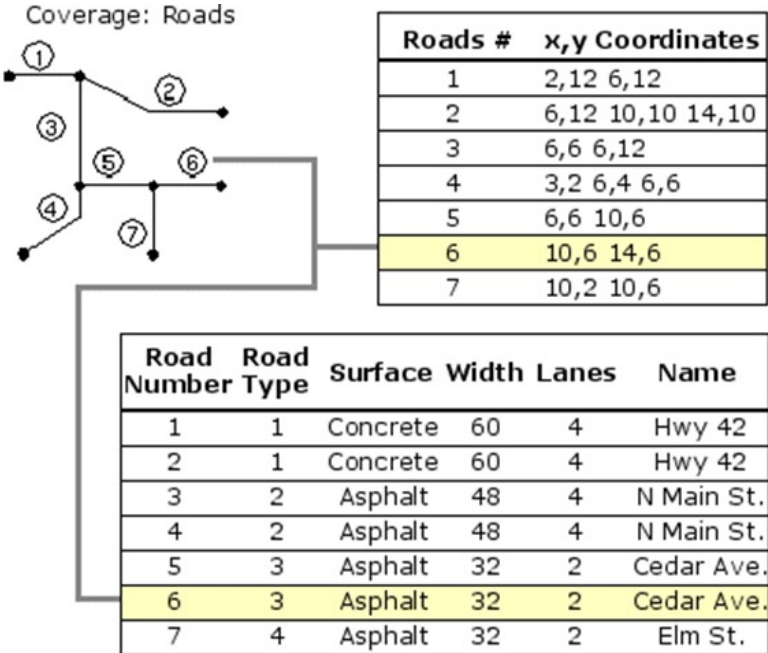 Coverage: Roads
1
2
3
5
6
4
7
Roads # x,y Coordinates
1 2,12 6,12
2 6,12 10,10 14,10
3 6,6 6,12
4 3,2 6,4 6,6
5 6,6 10,6
6 10,6 14,6
7 10,2 10,6
Road Road
Number Type Surface Width Lanes Name
1 1 Concrete 60 4 Hwy 42
2 1 Concrete 60 4 Hwy 42
3 2 Asphalt 48 4 N Main St.
4 2 Asphalt 48 4 N Main St.
5 3 Asphalt 32 2 Cedar Ave.
6 3 Asphalt 32 2 Cedar Ave.
7 4 Asphalt 32 2 Elm St.